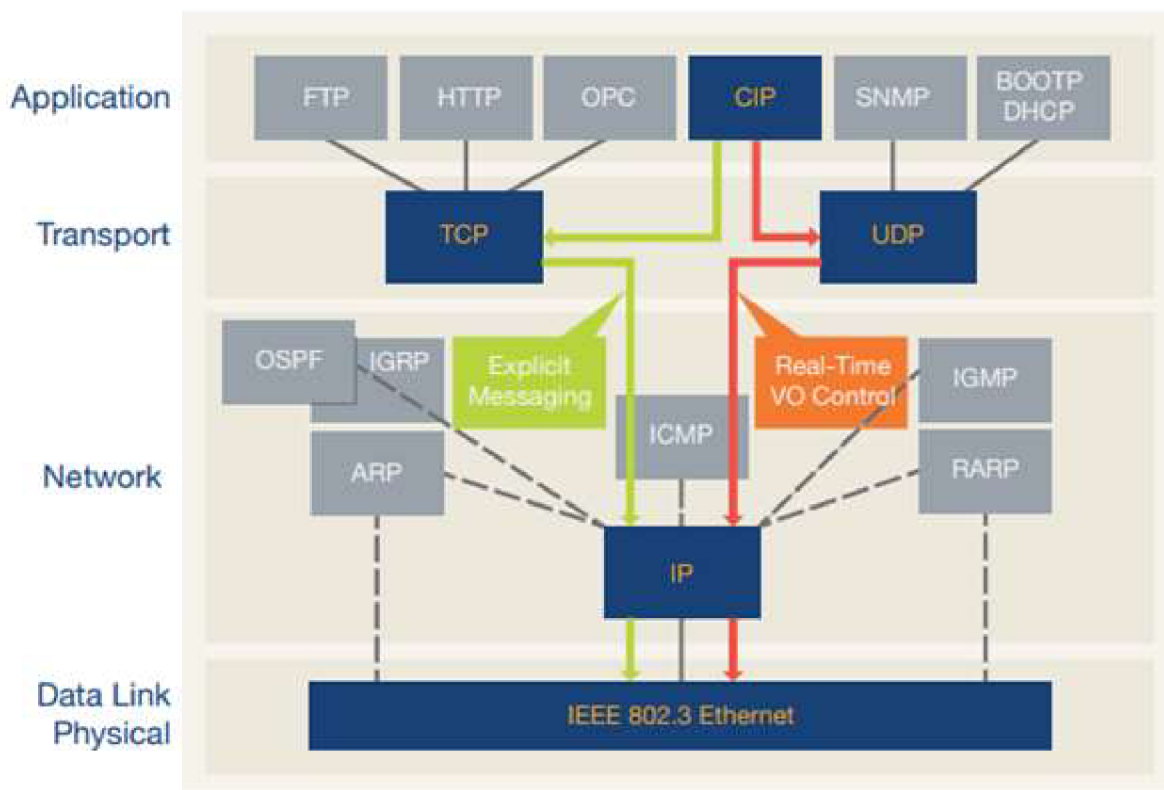 Application
FTP
HTTP
OPC
CIP
SNMP
BOOTP
DHCP
Transport
TCP
UDP
OSPF
IGRP
Explicit
Messaging
Real-Time
VO Control
IGMP
ICMP
ARP
RARP
Network
IP
Data Link
Physical
IEEE 802.3 Ethernet